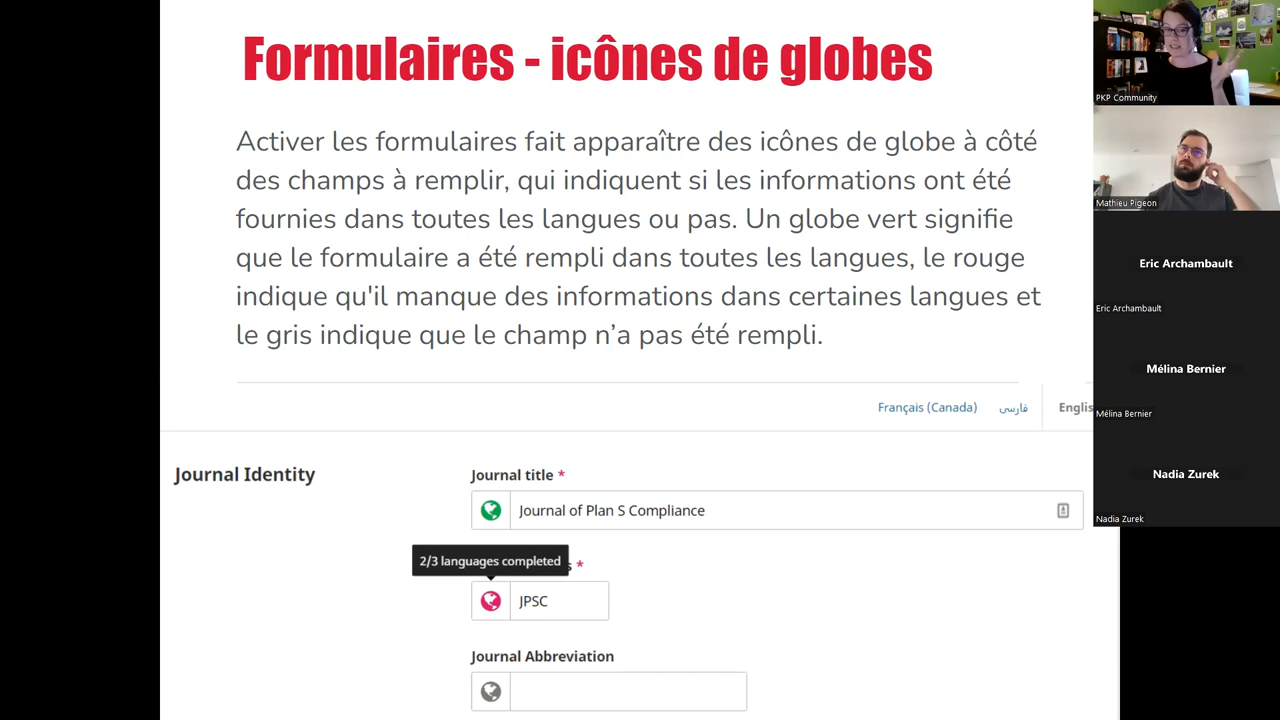 Formulaires - icônes de globes
Activer les formulaires fait apparaître des icônes de globe à côté
des champs à remplir, qui indiquent si les informations ont été
fournies dans toutes les langues ou pas. Un globe vert signifie
que le formulaire a été rempli dans toutes les langues, le rouge
indique qu'il manque des informations dans certaines langues et
le gris indique que le champ n’a pas été rempli.
Français (Canada)
فارسی
Englis
Journal Identity
Journal title *
Journal of Plan S Compliance
2/3 languages completed
s *
JPSC
Journal Abbreviation
PKP Community
Mathieu Pigeon
Eric Archambault
Eric Archambault
Mélina Bernier
Mélina Bernier
Nadia Zurek
Nadia Zurek